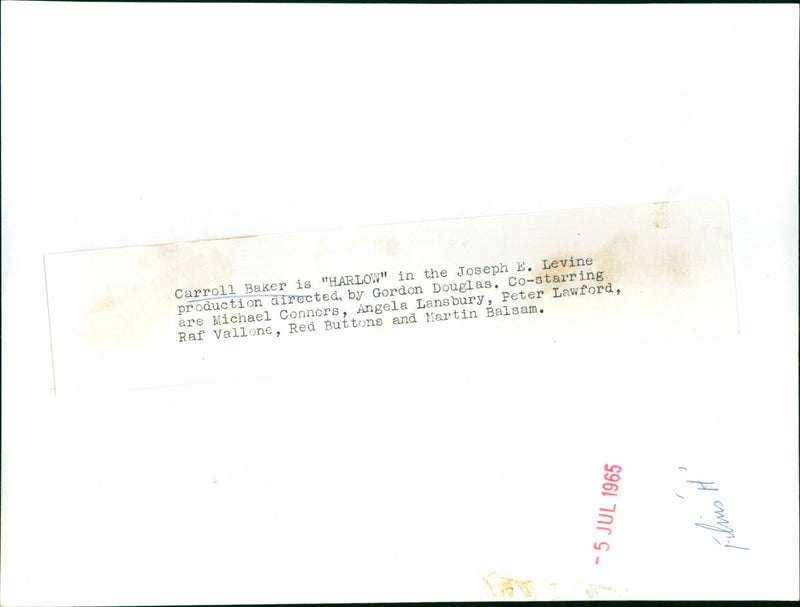 Carroll Baker is "HARLOW" in the Joseph E. Levine
production directed by Gordon Douglas. Co-starring
are Michael Connors, Angela Lansbury, Peter Lawford,
Raf Vallone, Red Buttons and Martin Balsam.
- 5 JUL 1965
Films 'H'